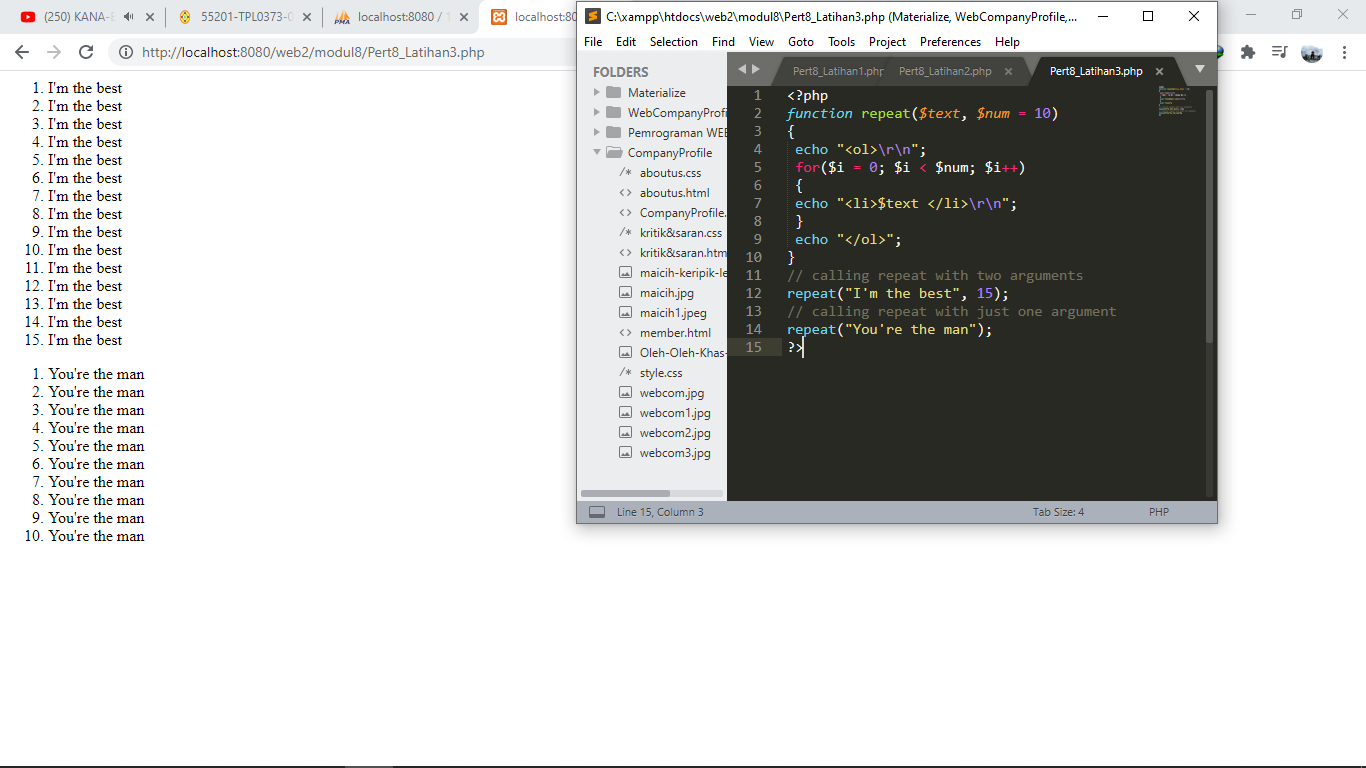 (250) KANA-
55201-TPL0373-
localhost:8080 / 1
localhost:80
http://localhost:8080/web2/modul8/Pert8_Latihan3.php
1. I'm the best
2. I'm the best
3. I'm the best
4. I'm the best
5. I'm the best
6. I'm the best
7. I'm the best
8. I'm the best
9. I'm the best
10. I'm the best
11. I'm the best
12. I'm the best
13. I'm the best
14. I'm the best
15. I'm the best
1. You're the man
2. You're the man
3. You're the man
4. You're the man
5. You're the man
6. You're the man
7. You're the man
8. You're the man
9. You're the man
10. You're the man
C:\xampp\htdocs\web2\modul8\Pert8_Latihan3.php (Materialize, WebCompanyProfile,...
File Edit Selection Find View Goto Tools Project Preferences Help
FOLDERS
Materialize
WebCompanyProfi
Pemrograman WEB
CompanyProfile
/* aboutus.css
<> aboutus.html
<> CompanyProfile.
/* kritik&saran.css
<> kritik&saran.htm
maicih-keripik-le
maicih.jpg
maicih1.jpeg
<> member.html
Oleh-Oleh-Khas-
/* style.css
webcom.jpg
webcom1.jpg
webcom2.jpg
webcom3.jpg
Pert8_Latihan1.php Pert8_Latihan2.php Pert8_Latihan3.php
1 <?php
2 function repeat($text, $num = 10)
3 {
4 echo "<ol>\r\n";
5 for($i = 0; $i < $num; $i++)
6 {
7 echo "<li>$text </li>\r\n";
8 }
9 echo "</ol>";
10 }
11 // calling repeat with two arguments
12 repeat("I'm the best", 15);
13 // calling repeat with just one argument
14 repeat("You're the man");
15 ?>
Line 15, Column 3 Tab Size: 4 PHP